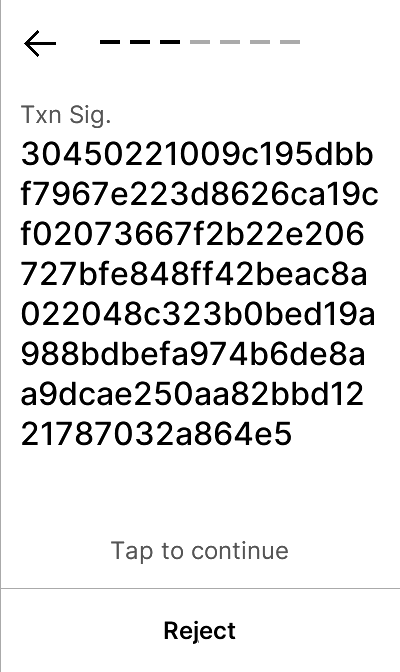 Txn Sig.
30450221009c195dbb
f7967e223d8626ca19c
f02073667f2b22e206
727bfe848ff42beac8a
022048c323b0bed19a
988bdbefa974b6de8a
a9dcae250aa82bbd12
21787032a864e5
Tap to continue
Reject